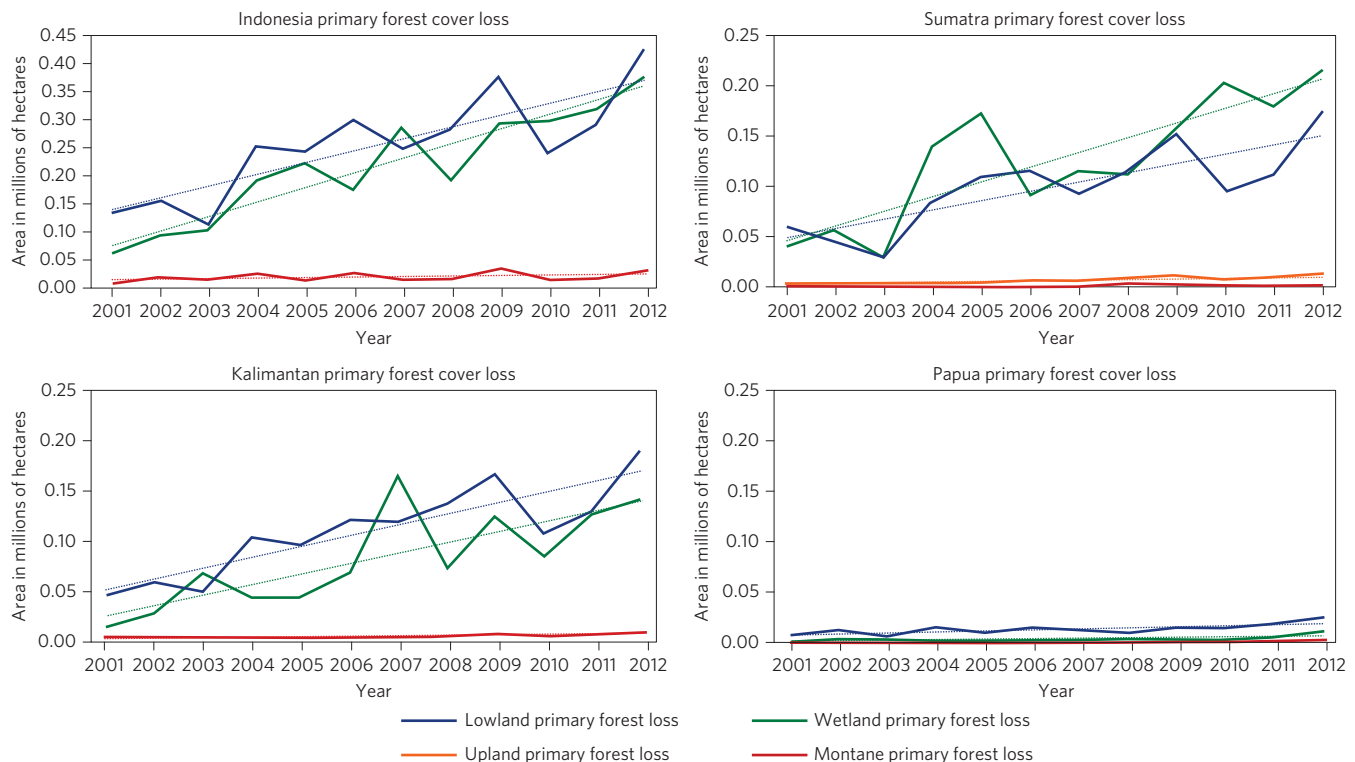 Indonesia primary forest cover loss
Area in millions of hectares
0.45
0.40
0.35
0.30
0.25
0.20
0.15
0.10
0.05
0.00
2001 2002 2003 2004 2005 2006 2007 2008 2009 2010 2011 2012
Year
Sumatra primary forest cover loss
Area in millions of hectares
0.25
0.20
0.15
0.10
0.05
0.00
2001 2002 2003 2004 2005 2006 2007 2008 2009 2010 2011 2012
Year
Kalimantan primary forest cover loss
Area in millions of hectares
0.25
0.20
0.15
0.10
0.05
0.00
2001 2002 2003 2004 2005 2006 2007 2008 2009 2010 2011 2012
Year
Papua primary forest cover loss
Area in millions of hectares
0.25
0.20
0.15
0.10
0.05
0.00
2001 2002 2003 2004 2005 2006 2007 2008 2009 2010 2011 2012
Year
Lowland primary forest loss
Wetland primary forest loss
Upland primary forest loss
Montane primary forest loss